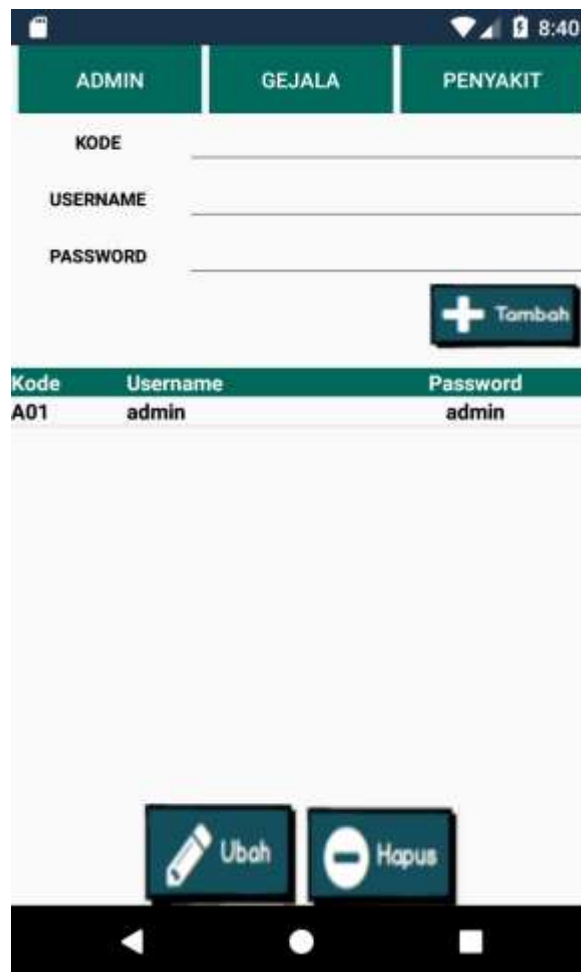 8:40
ADMIN GEJALA PENYAKIT
KODE
USERNAME
PASSWORD
Tambah
Kode Username Password
A01 admin admin
Ubah Hapus